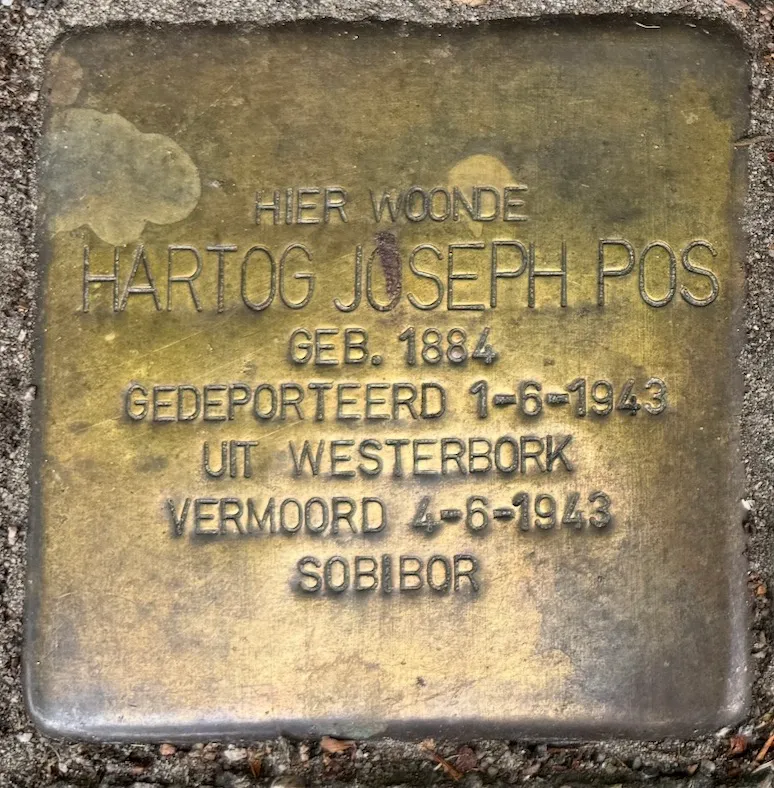 HIER WOONDE
HARTOG JOSEPH POS
GEB. 1884
GEDEPORTEERD 1-6-1943
UIT WESTERBORK
VERMOORD 4-6-1943
SOBIBOR